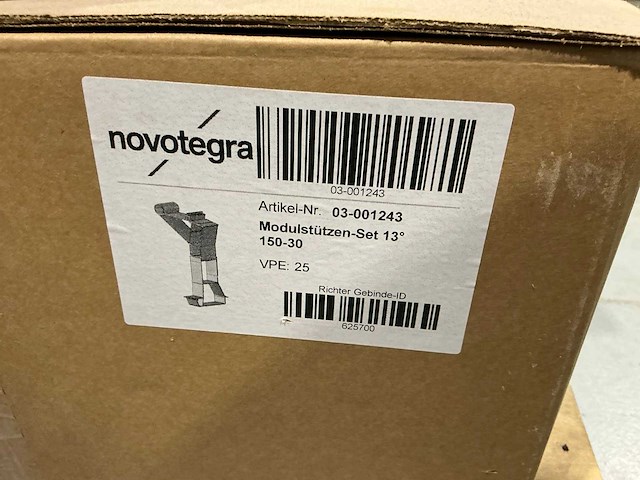 novotegra
03-001243
Artikel-Nr. 03-001243
Modulstützen-Set 13°
150-30
VPE: 25
Richter Gebinde-ID
625700